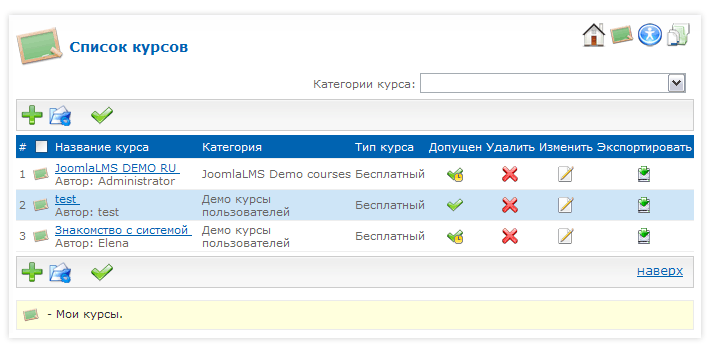 Список курсов
Категории курса:
# Название курса Категория Тип курса Допущен Удалить Изменить Экспортировать
1 JoomlaLMS DEMO RU JoomlaLMS Demo courses Бесплатный
Автор: Administrator
2 test Демо курсы пользователей Бесплатный
Автор: test
3 Знакомство с системой Демо курсы пользователей Бесплатный
Автор: Elena
наверх
- Мои курсы.